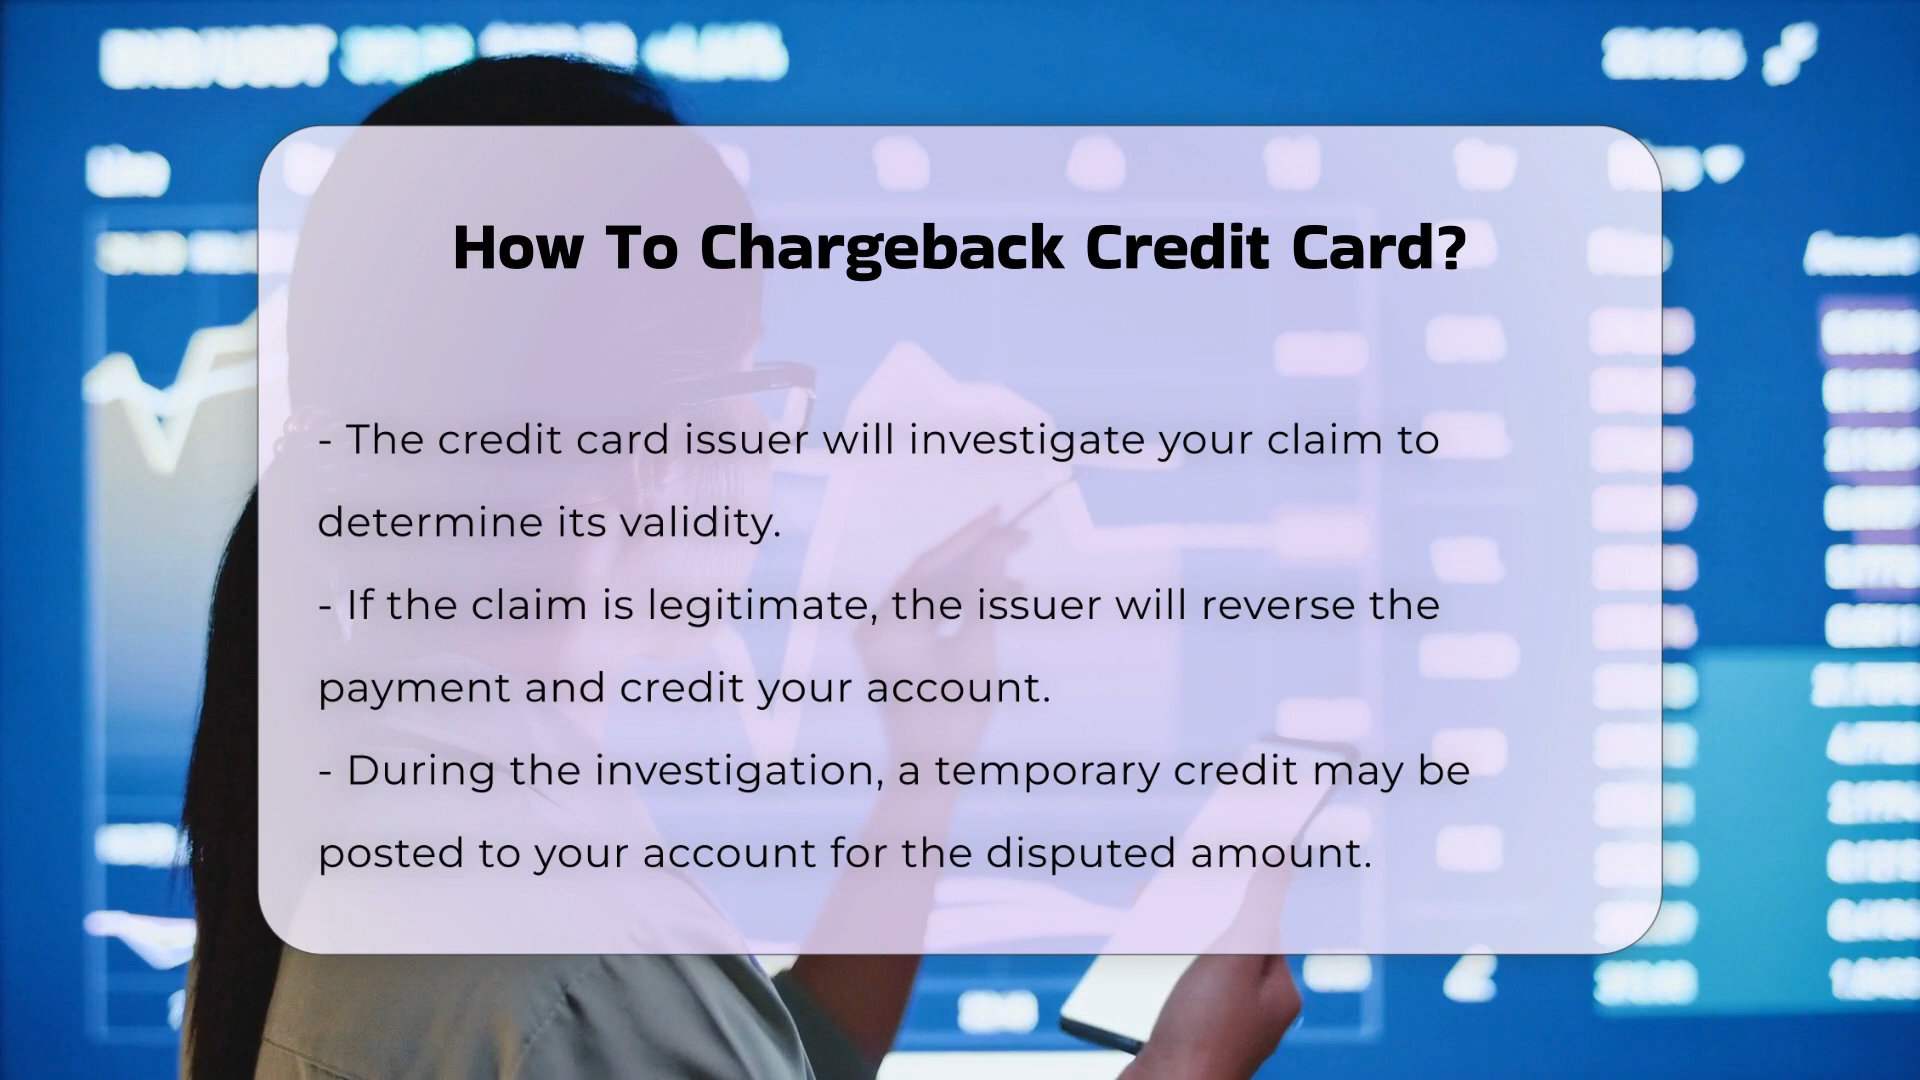 How To Chargeback Credit Card?
- The credit card issuer will investigate your claim to
determine its validity.
- If the claim is legitimate, the issuer will reverse the
payment and credit your account.
- During the investigation, a temporary credit may be
posted to your account for the disputed amount.